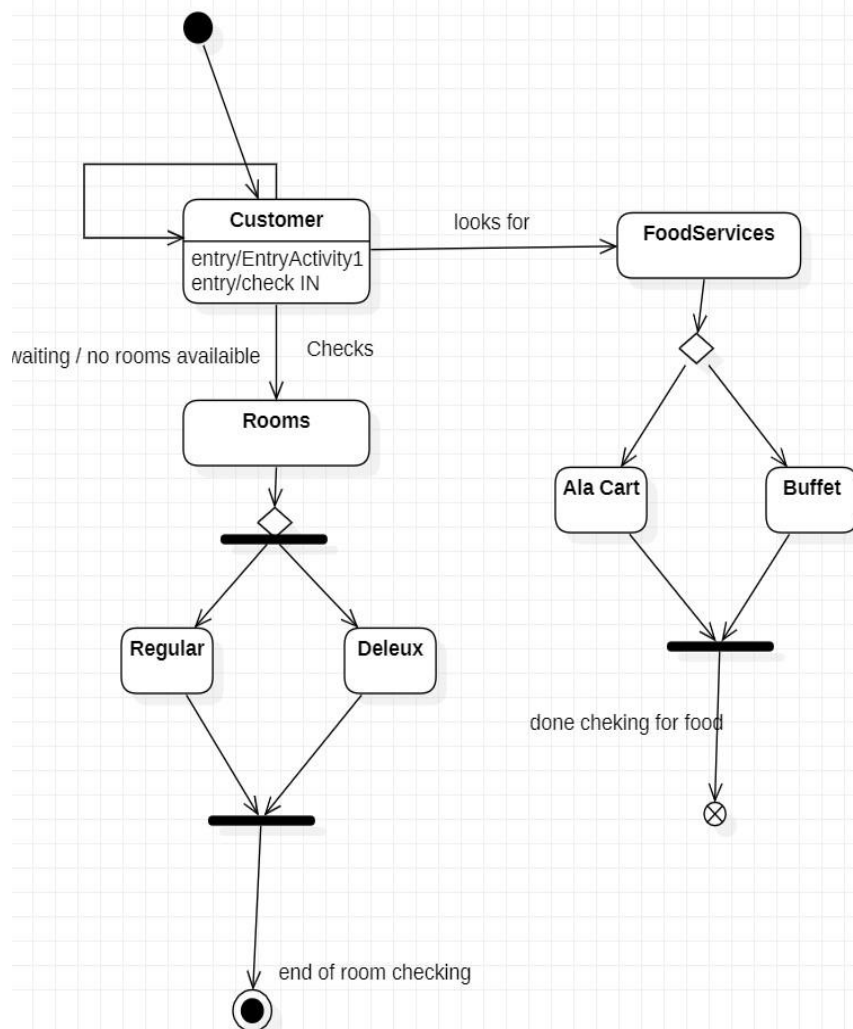 Customer
entry/EntryActivity1
entry/check IN
looks for
FoodServices
waiting / no rooms availaible
Checks
Rooms
Ala Cart
Buffet
Regular
Deleux
done cheking for food
end of room checking